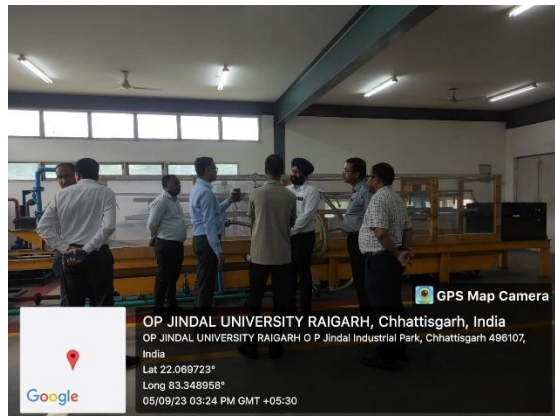 GPS Map Camera
OP JINDAL UNIVERSITY RAIGARH, Chhattisgarh, India
OP JINDAL UNIVERSITY RAIGARH O P Jindal Industrial Park, Chhattisgarh 496107,
India
Lat 22.069723°
Long 83.348958°
05/09/23 03:24 PM GMT +05:30
Google